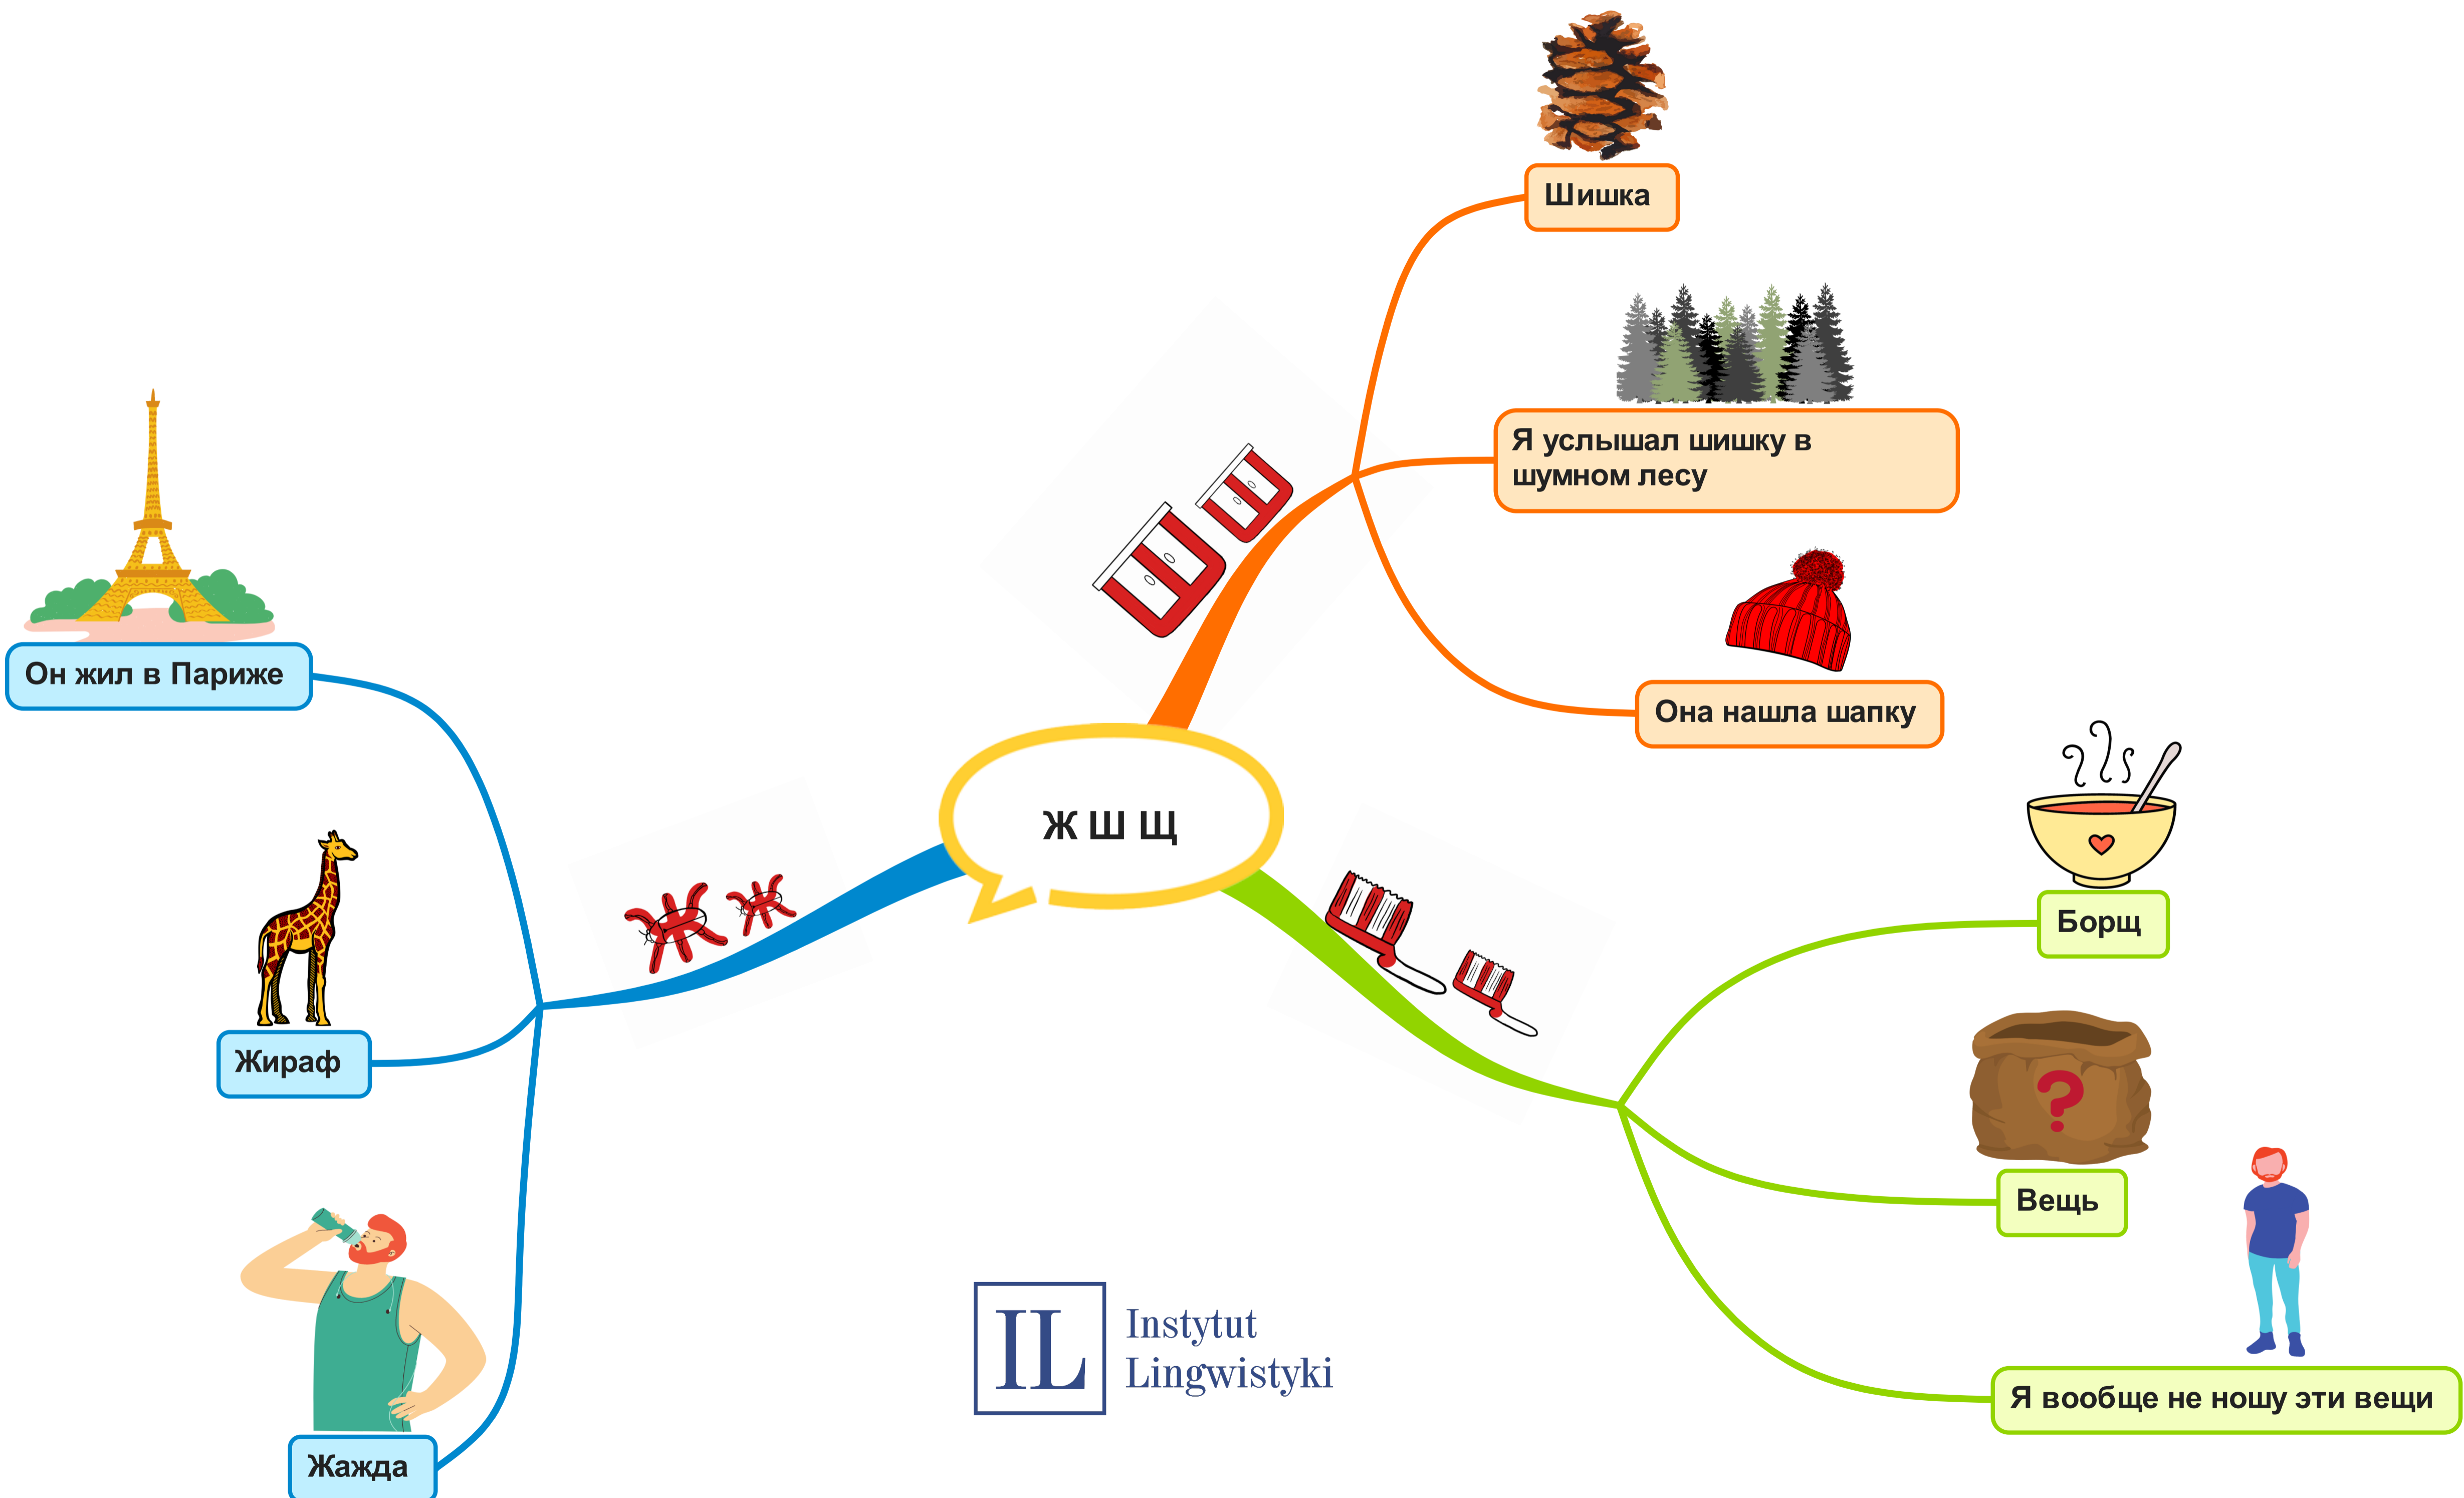 Шишка
Я услышал шишку в
шумном лесу
Она нашла шапку
Он жил в Париже
Ж Ш Щ
Борщ
Жираф
Вещь
Я вообще не ношу эти вещи
Жажда
IL
Instytut
Lingwistyki